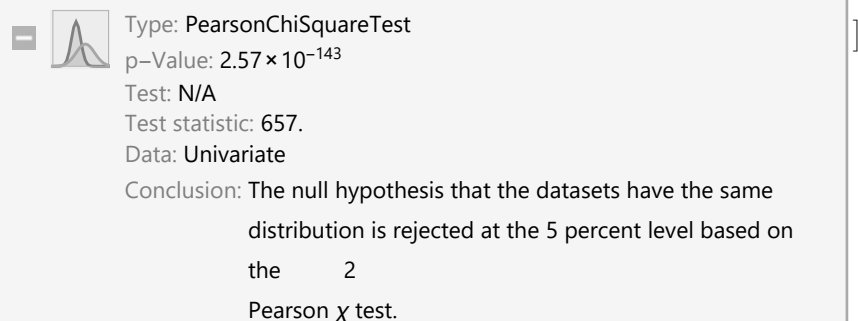 Type: PearsonChiSquareTest
p−Value: 2.57 × 10⁻¹⁴³
Test: N/A
Test statistic: 657.
Data: Univariate
Conclusion: The null hypothesis that the datasets have the same
distribution is rejected at the 5 percent level based on
the 2
Pearson χ test.
]